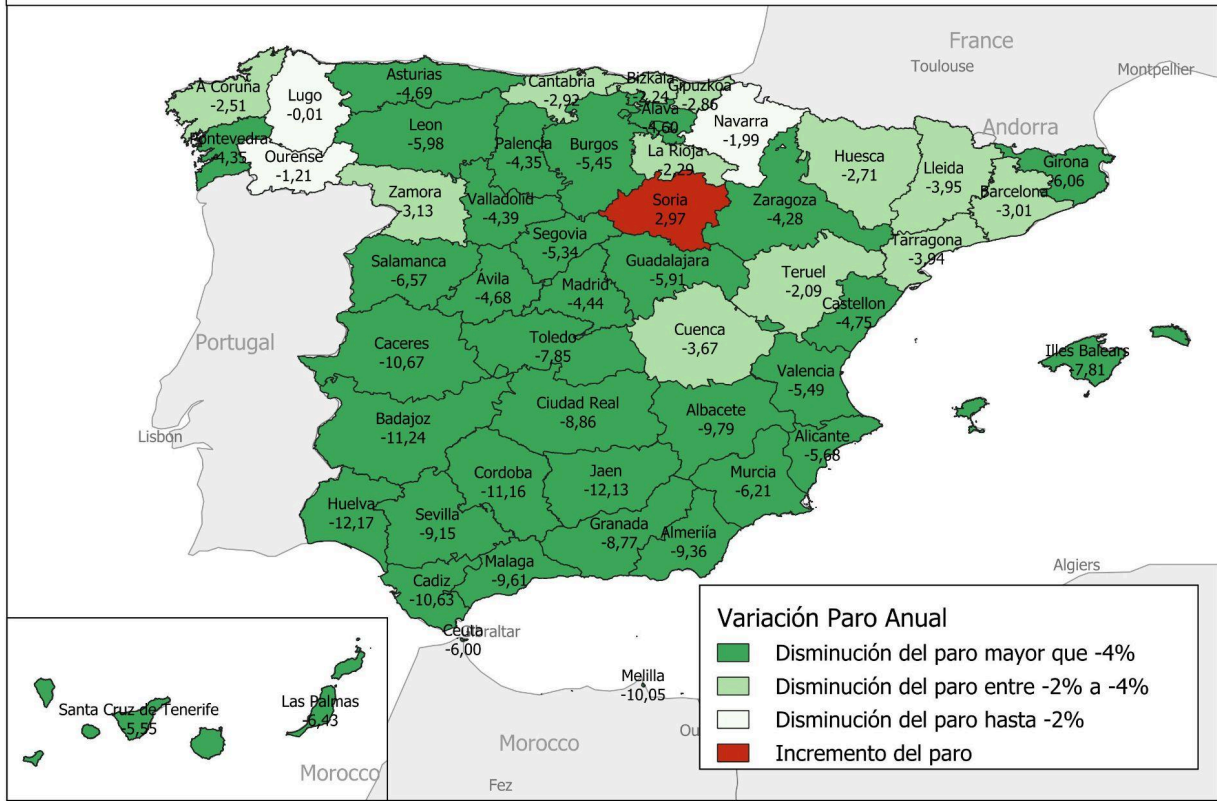 France
Toulouse
Montpellier
Andorra
A Coruña
-2,51
Lugo
-0,01
Asturias
-4,69
Cantabria
-2,92
Bizkaia
-2,24
Gipuzkoa
-2,86
Alava
-4,60
Navarra
-1,99
Pontevedra
-4,35
Ourense
-1,21
Leon
-5,98
Palencia
-4,35
Burgos
-5,45
La Rioja
-2,29
Huesca
-2,71
Lleida
-3,95
Girona
-6,06
Barcelona
-3,01
Zamora
-3,13
Valladolid
-4,39
Soria
2,97
Zaragoza
-4,28
Tarragona
-3,94
Segovia
-5,34
Salamanca
-6,57
Ávila
-4,68
Madrid
-4,44
Guadalajara
-5,91
Teruel
-2,09
Castellon
-4,75
Portugal
Caceres
-10,67
Toledo
-7,85
Cuenca
-3,67
Valencia
-5,49
Illes Balears
-7,81
Lisbon
Badajoz
-11,24
Ciudad Real
-8,86
Albacete
-9,79
Alicante
-5,68
Cordoba
-11,16
Jaen
-12,13
Murcia
-6,21
Huelva
-12,17
Sevilla
-9,15
Granada
-8,77
Almeriía
-9,36
Malaga
-9,61
Cadiz
-10,63
Algiers
Ceuta
-6,00
Gibraltar
Melilla
-10,05
Santa Cruz de Tenerife
-5,55
Las Palmas
-6,43
Morocco
Morocco
Fez
Ou
Variación Paro Anual
Disminución del paro mayor que -4%
Disminución del paro entre -2% a -4%
Disminución del paro hasta -2%
Incremento del paro